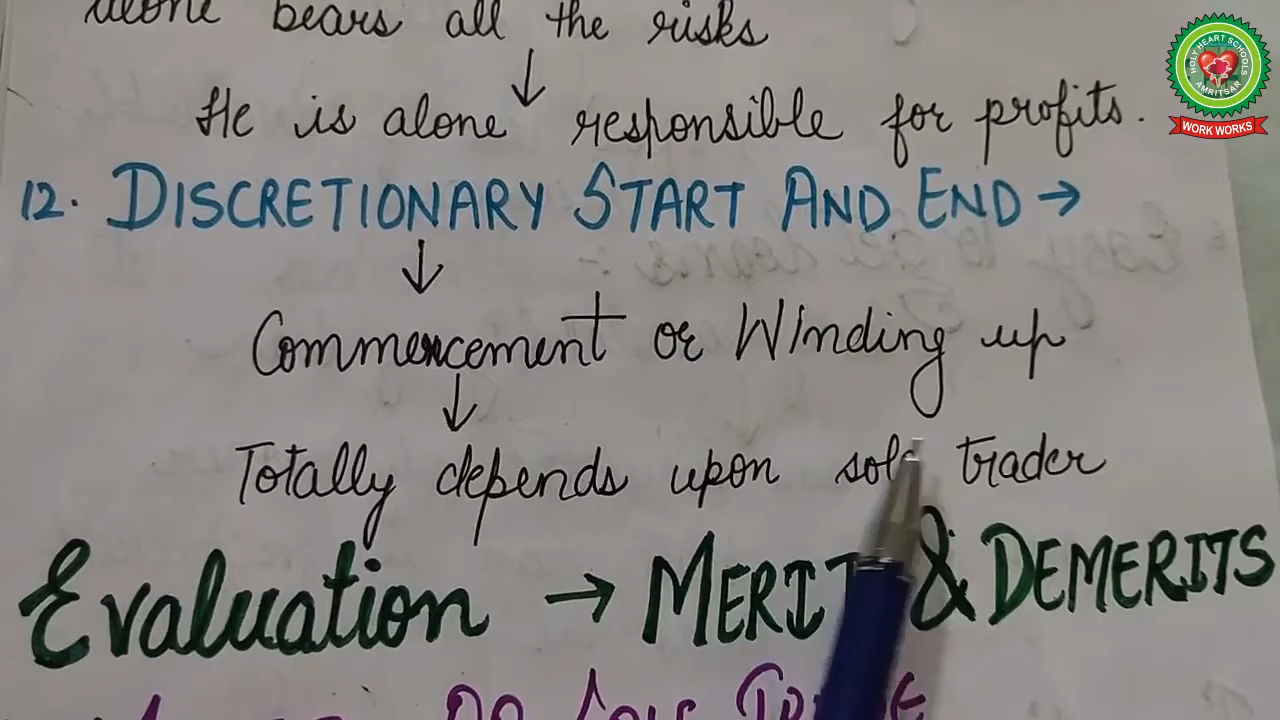 alone bears all the risks
↓
He is alone responsible for profits.
12. DISCRETIONARY START AND END →
↓
Commencement or Winding up
↓
Totally depends upon sole trader
Evaluation → MERIT & DEMERITS
HOLY HEART SCHOOLS
AMRITSAR
WORK WORKS